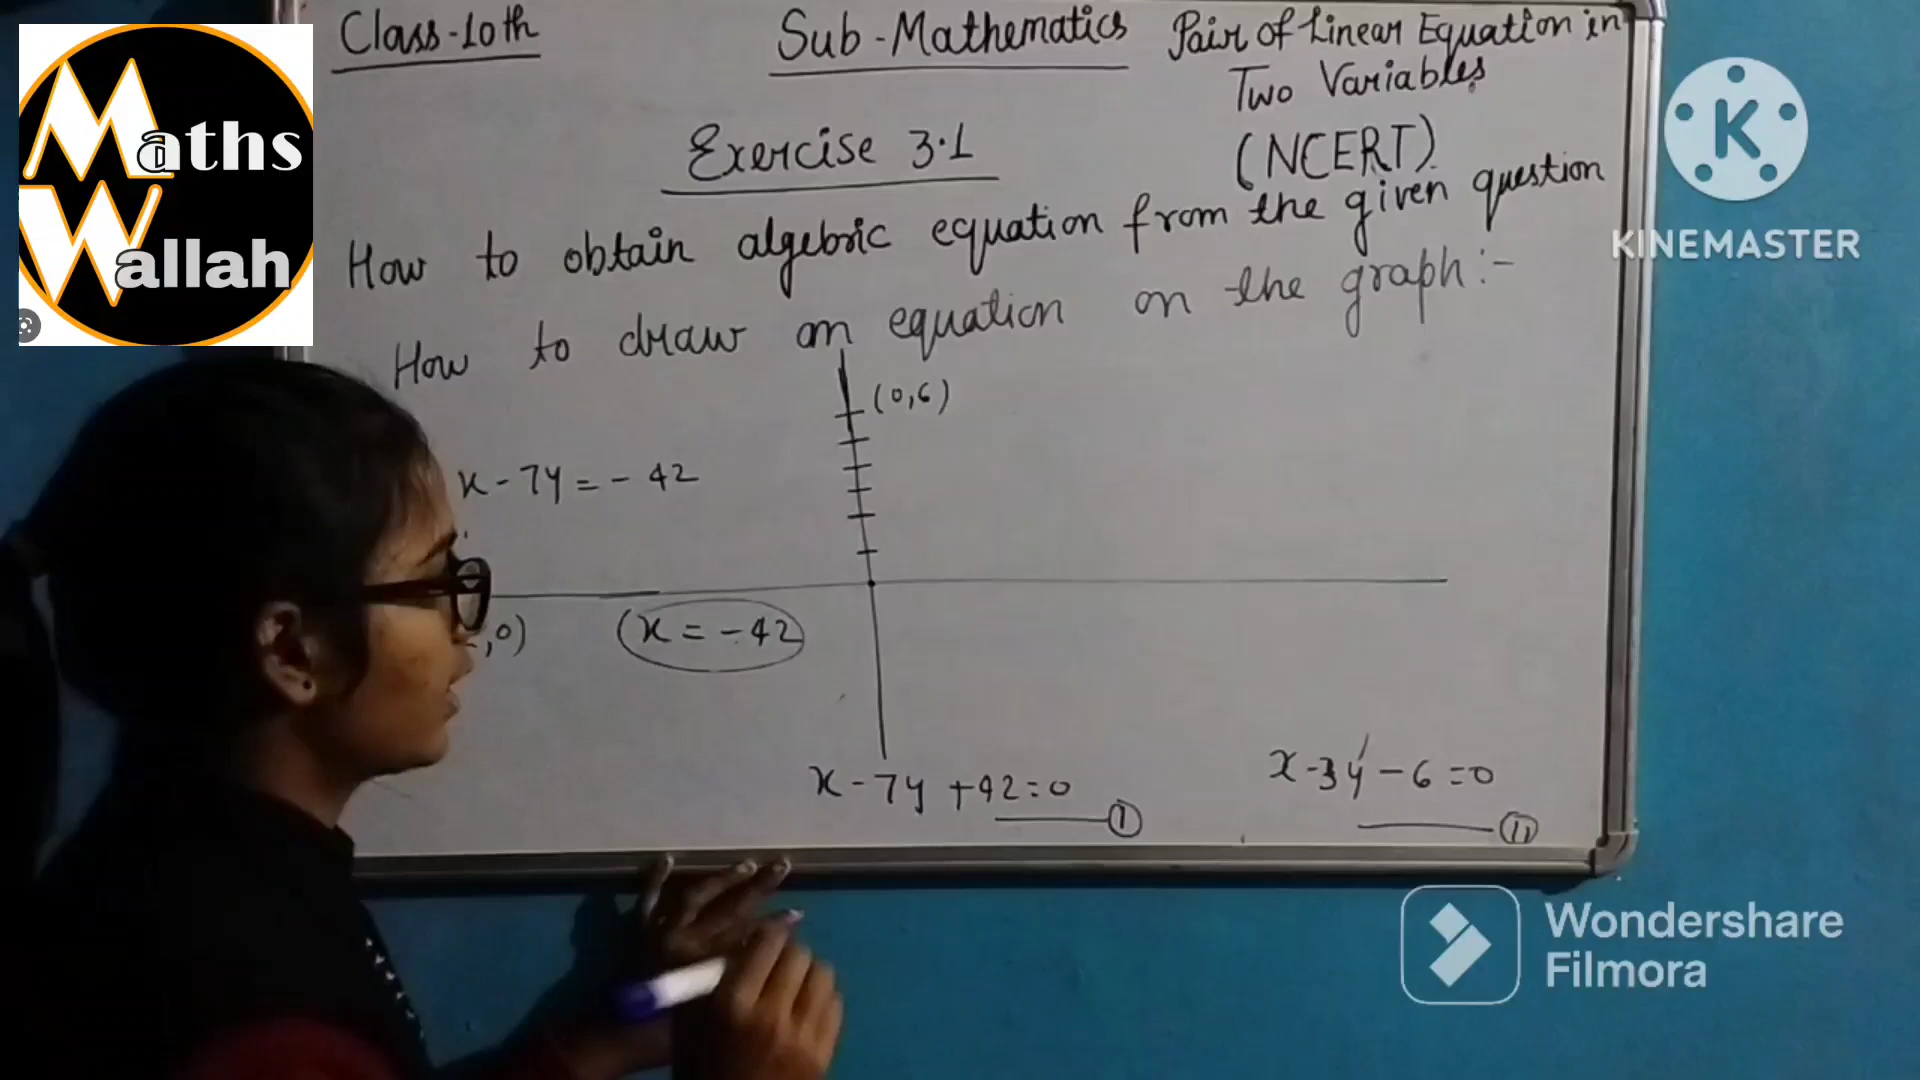 Class-10th
Sub-Mathematics
Pair of Linear Equation in
Two Variables
(NCERT)
Exercise 3.1
How to obtain algebric equation from the given question
How to draw an equation on the graph:-
(0,6)
x-7y=-42
,0)
(x=-42)
x-7y+42=0
I
x-3y-6=0
II
Maths
Wallah
K
KINEMASTER
Wondershare
Filmora